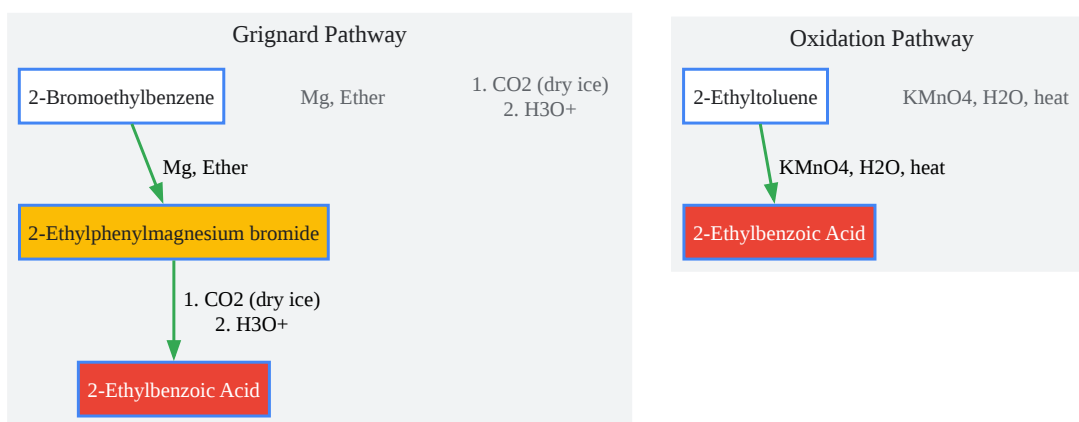 Grignard Pathway
2-Bromoethylbenzene
Mg, Ether
1. CO2 (dry ice)
2. H3O+
Mg, Ether
2-Ethylphenylmagnesium bromide
1. CO2 (dry ice)
2. H3O+
2-Ethylbenzoic Acid
Oxidation Pathway
2-Ethyltoluene
KMnO4, H2O, heat
KMnO4, H2O, heat
2-Ethylbenzoic Acid